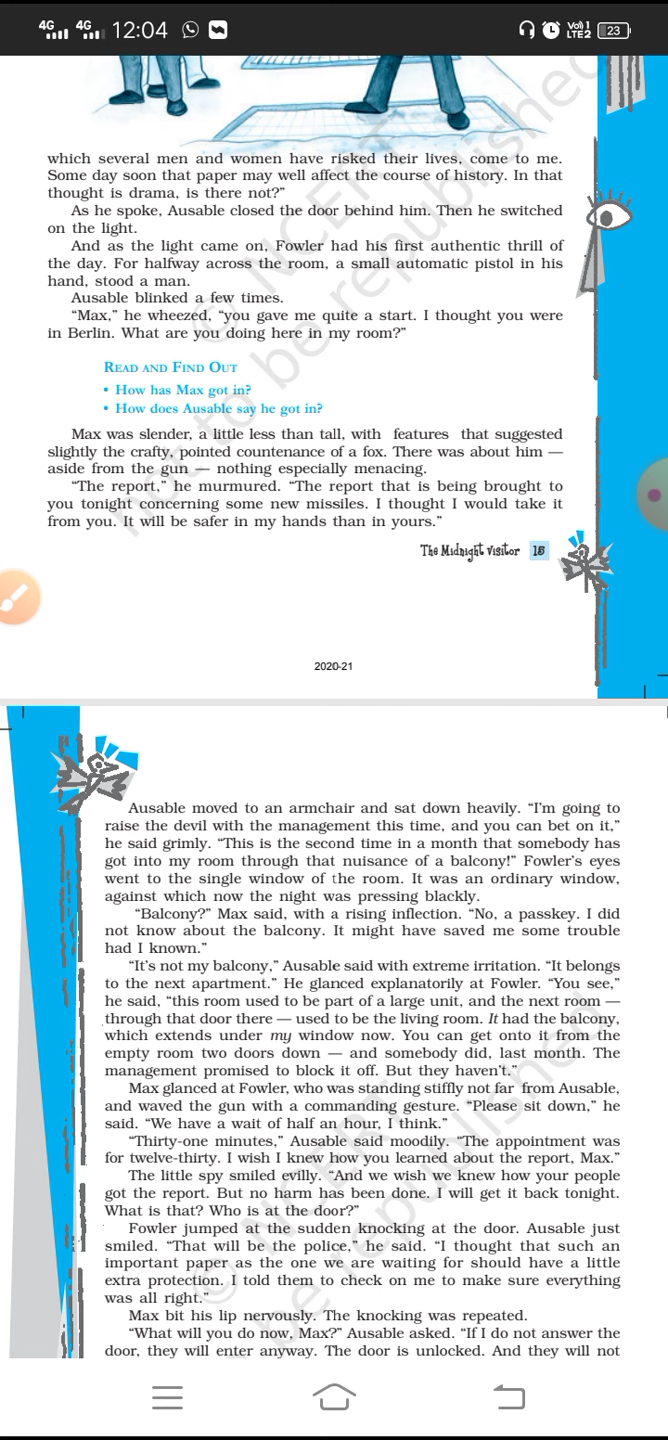 4G 4G 12:04 Vo)) 1 LTE2 23
which several men and women have risked their lives, come to me.
Some day soon that paper may well affect the course of history. In that
thought is drama, is there not?”
As he spoke, Ausable closed the door behind him. Then he switched
on the light.
And as the light came on, Fowler had his first authentic thrill of
the day. For halfway across the room, a small automatic pistol in his
hand, stood a man.
Ausable blinked a few times.
“Max,” he wheezed, “you gave me quite a start. I thought you were
in Berlin. What are you doing here in my room?”
READ AND FIND OUT
• How has Max got in?
• How does Ausable say he got in?
Max was slender, a little less than tall, with features that suggested
slightly the crafty, pointed countenance of a fox. There was about him —
aside from the gun — nothing especially menacing.
“The report,” he murmured. “The report that is being brought to
you tonight concerning some new missiles. I thought I would take it
from you. It will be safer in my hands than in yours.”
The Midnight Visitor 15
2020-21
Ausable moved to an armchair and sat down heavily. “I’m going to
raise the devil with the management this time, and you can bet on it,”
he said grimly. “This is the second time in a month that somebody has
got into my room through that nuisance of a balcony!” Fowler’s eyes
went to the single window of the room. It was an ordinary window,
against which now the night was pressing blackly.
“Balcony?” Max said, with a rising inflection. “No, a passkey. I did
not know about the balcony. It might have saved me some trouble
had I known.”
“It’s not my balcony,” Ausable said with extreme irritation. “It belongs
to the next apartment.” He glanced explanatorily at Fowler. “You see,”
he said, “this room used to be part of a large unit, and the next room —
through that door there — used to be the living room. It had the balcony,
which extends under my window now. You can get onto it from the
empty room two doors down — and somebody did, last month. The
management promised to block it off. But they haven’t.”
Max glanced at Fowler, who was standing stiffly not far from Ausable,
and waved the gun with a commanding gesture. “Please sit down,” he
said. “We have a wait of half an hour, I think.”
“Thirty-one minutes,” Ausable said moodily. “The appointment was
for twelve-thirty. I wish I knew how you learned about the report, Max.”
The little spy smiled evilly. “And we wish we knew how your people
got the report. But no harm has been done. I will get it back tonight.
What is that? Who is at the door?”
Fowler jumped at the sudden knocking at the door. Ausable just
smiled. “That will be the police,” he said. “I thought that such an
important paper as the one we are waiting for should have a little
extra protection. I told them to check on me to make sure everything
was all right.”
Max bit his lip nervously. The knocking was repeated.
“What will you do now, Max?” Ausable asked. “If I do not answer the
door, they will enter anyway. The door is unlocked. And they will not
© NCERT
not to be republished
© NCERT
be republished